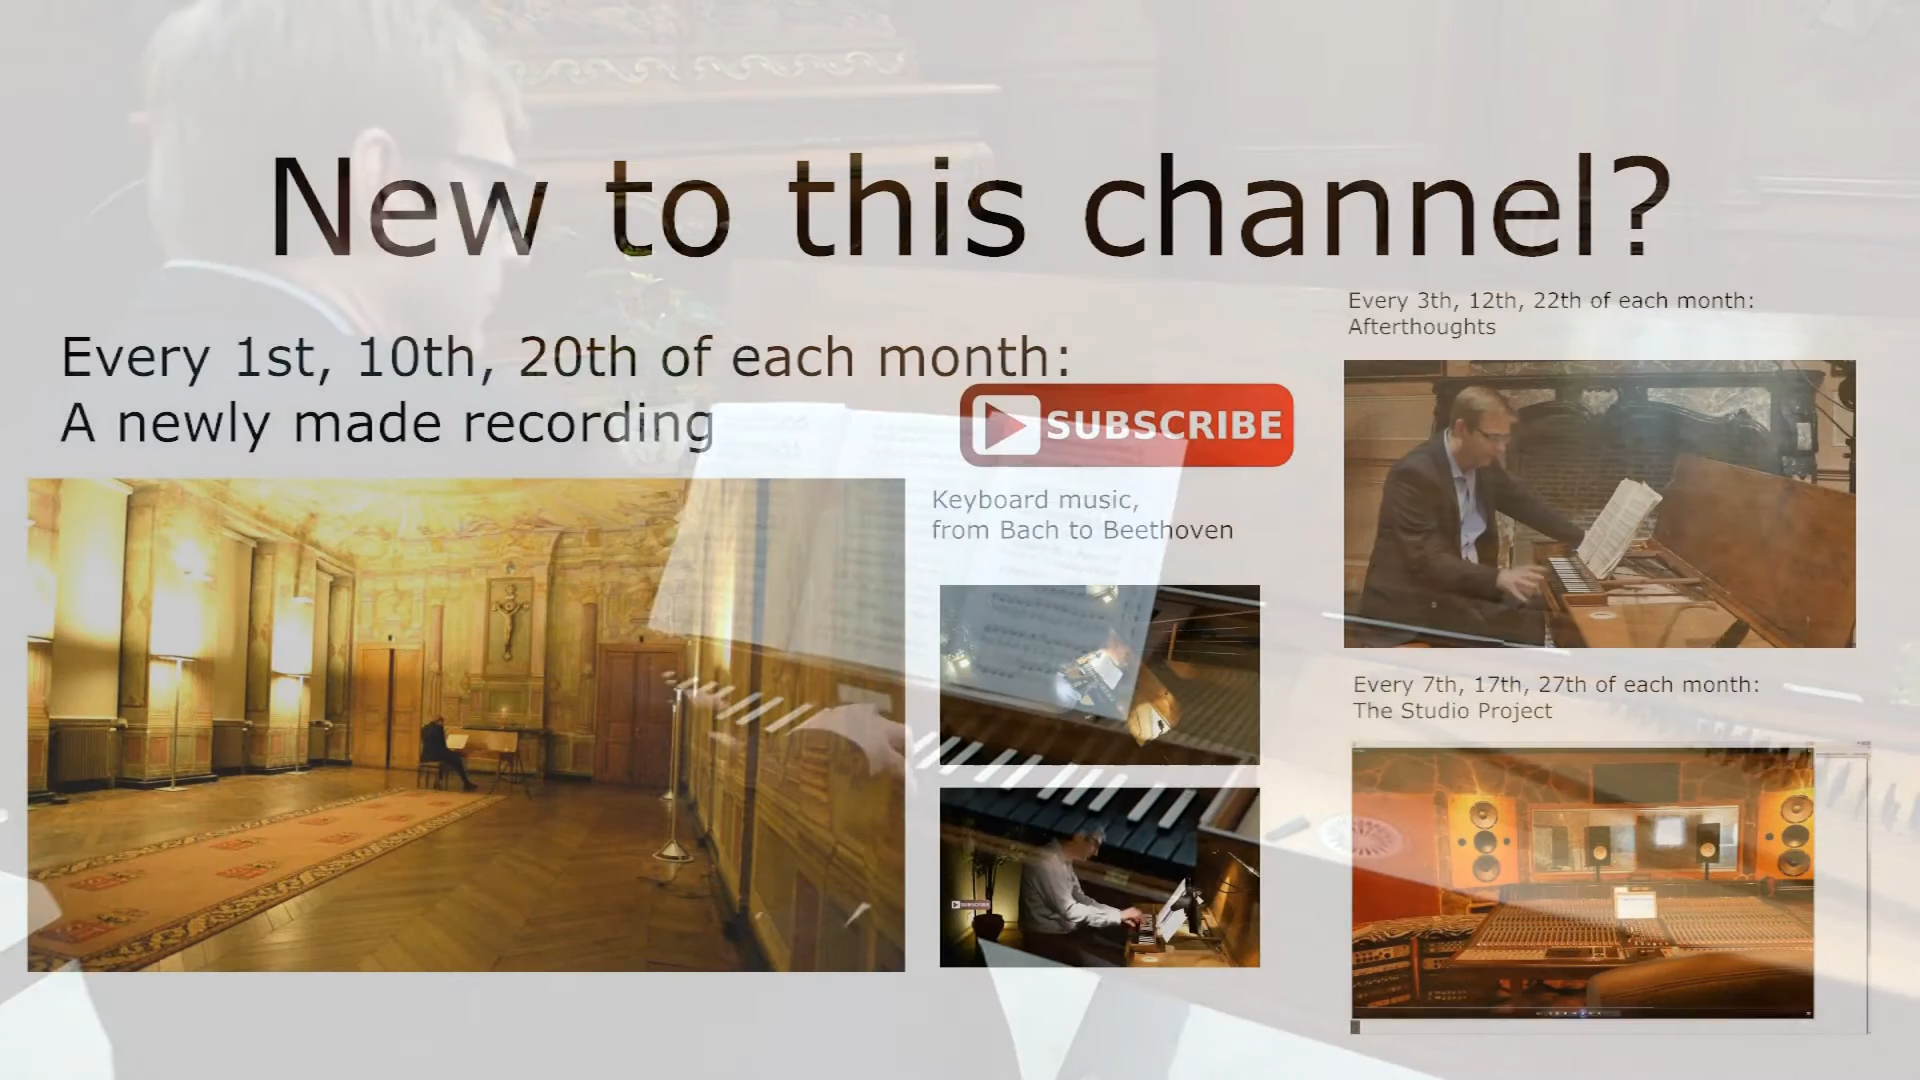 New to this channel?
Every 1st, 10th, 20th of each month:
A newly made recording
SUBSCRIBE
Keyboard music,
from Bach to Beethoven
Every 3th, 12th, 22th of each month:
Afterthoughts
Every 7th, 17th, 27th of each month:
The Studio Project
SUBSCRIBE